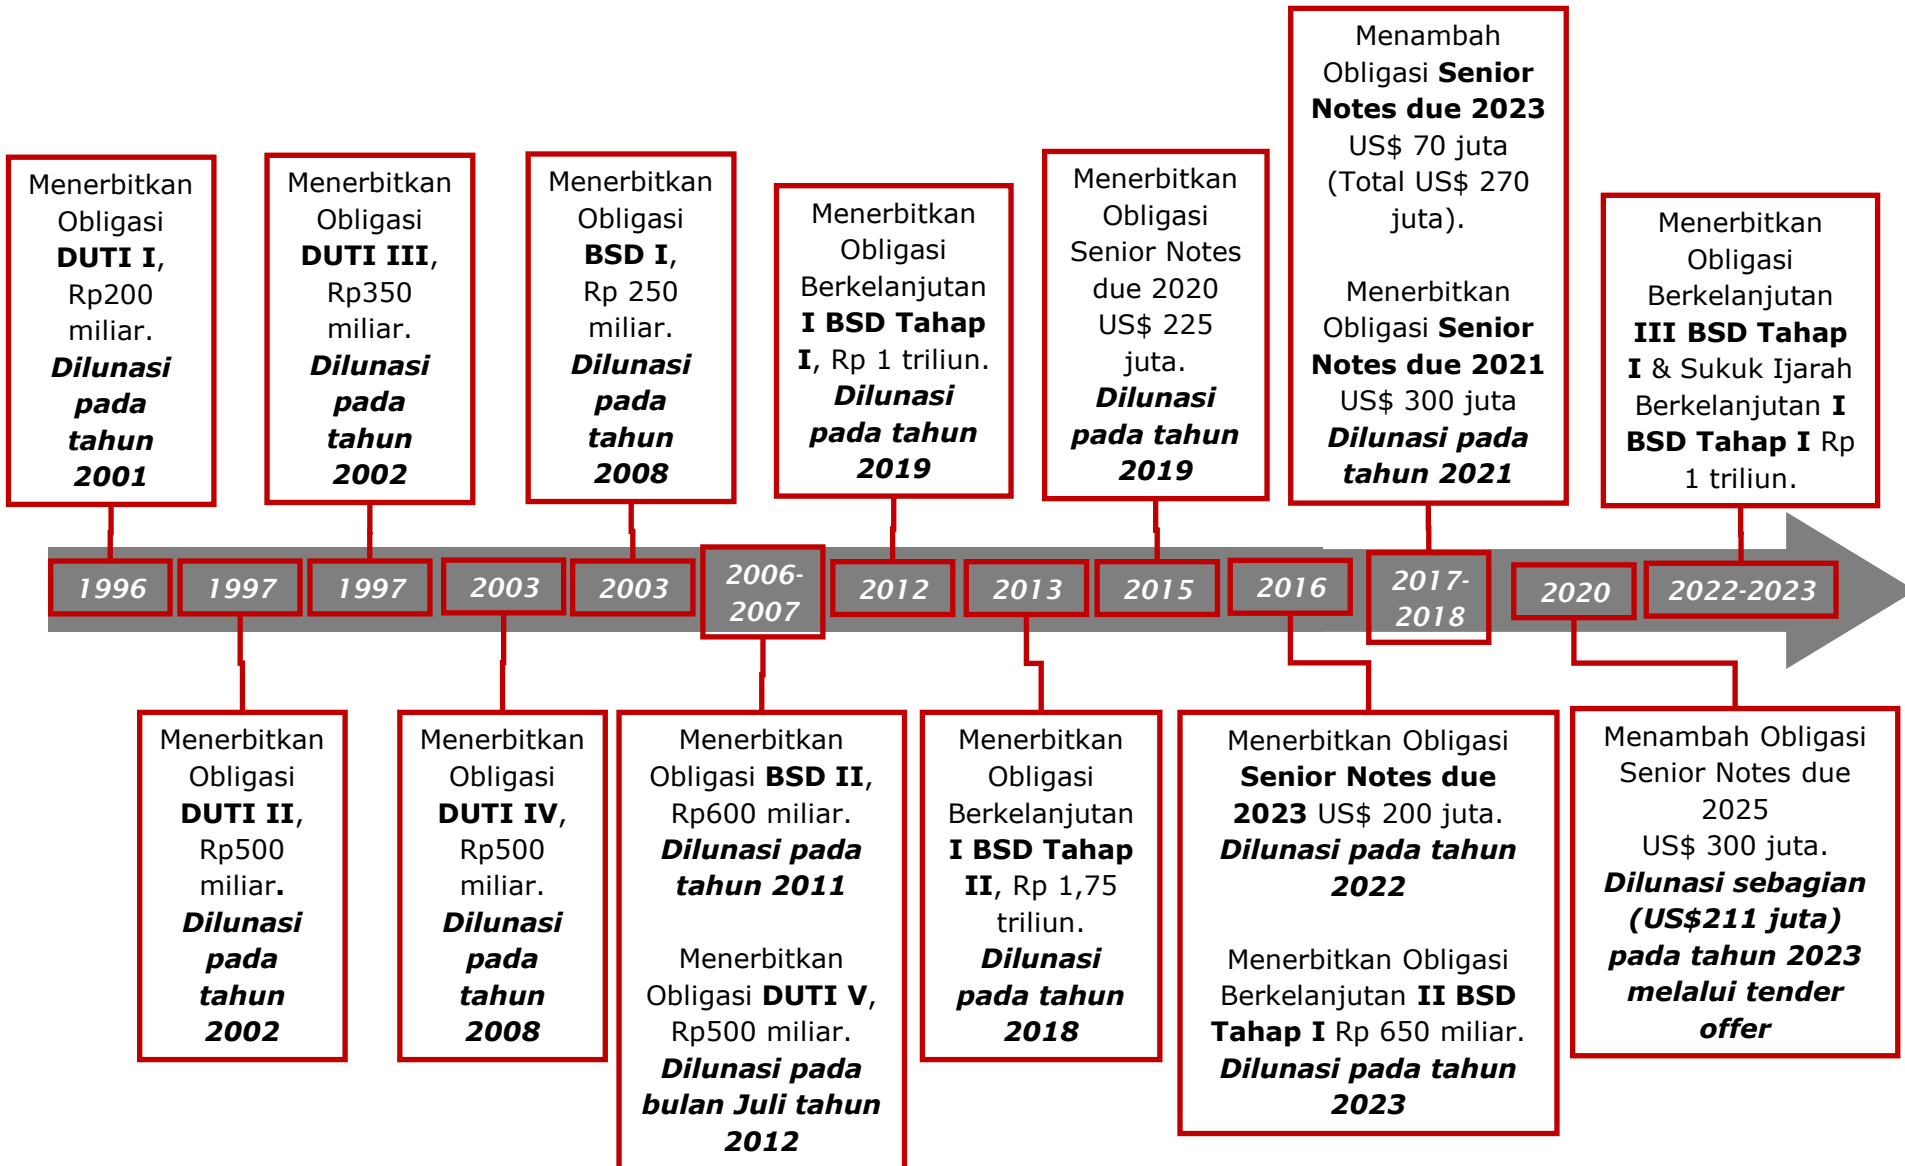 Menerbitkan
Obligasi
DUTI I,
Rp200
miliar.
Dilunasi
pada
tahun
2001
Menerbitkan
Obligasi
DUTI III,
Rp350
miliar.
Dilunasi
pada
tahun
2002
Menerbitkan
Obligasi
BSD I,
Rp 250
miliar.
Dilunasi
pada
tahun
2008
Menerbitkan
Obligasi
Berkelanjutan
I BSD Tahap
I, Rp 1 triliun.
Dilunasi
pada tahun
2019
Menerbitkan
Obligasi
Senior Notes
due 2020
US$ 225
juta.
Dilunasi
pada tahun
2019
Menambah
Obligasi Senior
Notes due 2023
US$ 70 juta
(Total US$ 270
juta).
Menerbitkan
Obligasi Senior
Notes due 2021
US$ 300 juta
Dilunasi pada
tahun 2021
Menerbitkan
Obligasi
Berkelanjutan
III BSD Tahap
I & Sukuk Ijarah
Berkelanjutan I
BSD Tahap I Rp
1 triliun.
1996
1997
1997
2003
2003
2006-
2007
2012
2013
2015
2016
2017-
2018
2020
2022-2023
Menerbitkan
Obligasi
DUTI II,
Rp500
miliar.
Dilunasi
pada
tahun
2002
Menerbitkan
Obligasi
DUTI IV,
Rp500
miliar.
Dilunasi
pada
tahun
2008
Menerbitkan
Obligasi BSD II,
Rp600 miliar.
Dilunasi pada
tahun 2011
Menerbitkan
Obligasi DUTI V,
Rp500 miliar.
Dilunasi pada
bulan Juli tahun
2012
Menerbitkan
Obligasi
Berkelanjutan
I BSD Tahap
II, Rp 1,75
triliun.
Dilunasi
pada tahun
2018
Menerbitkan Obligasi
Senior Notes due
2023 US$ 200 juta.
Dilunasi pada tahun
2022
Menerbitkan Obligasi
Berkelanjutan II BSD
Tahap I Rp 650 miliar.
Dilunasi pada tahun
2023
Menambah Obligasi
Senior Notes due
2025
US$ 300 juta.
Dilunasi sebagian
(US$211 juta)
pada tahun 2023
melalui tender
offer